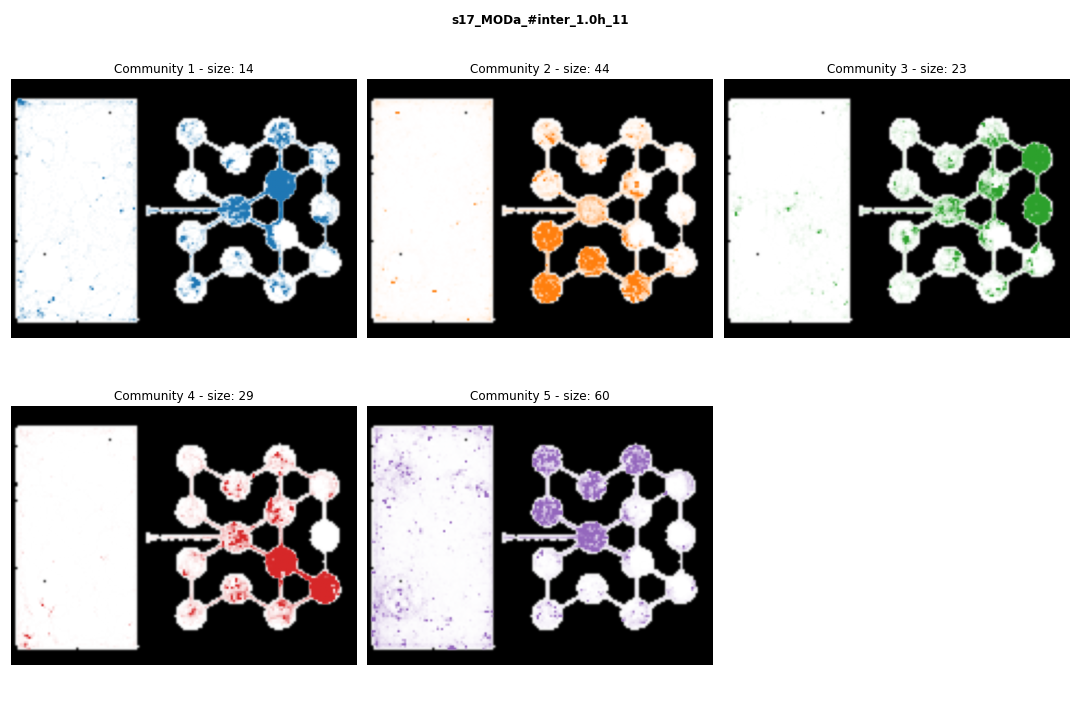 s17_MODa_#inter_1.0h_11
Community 1 - size: 14
Community 2 - size: 44
Community 3 - size: 23
Community 4 - size: 29
Community 5 - size: 60